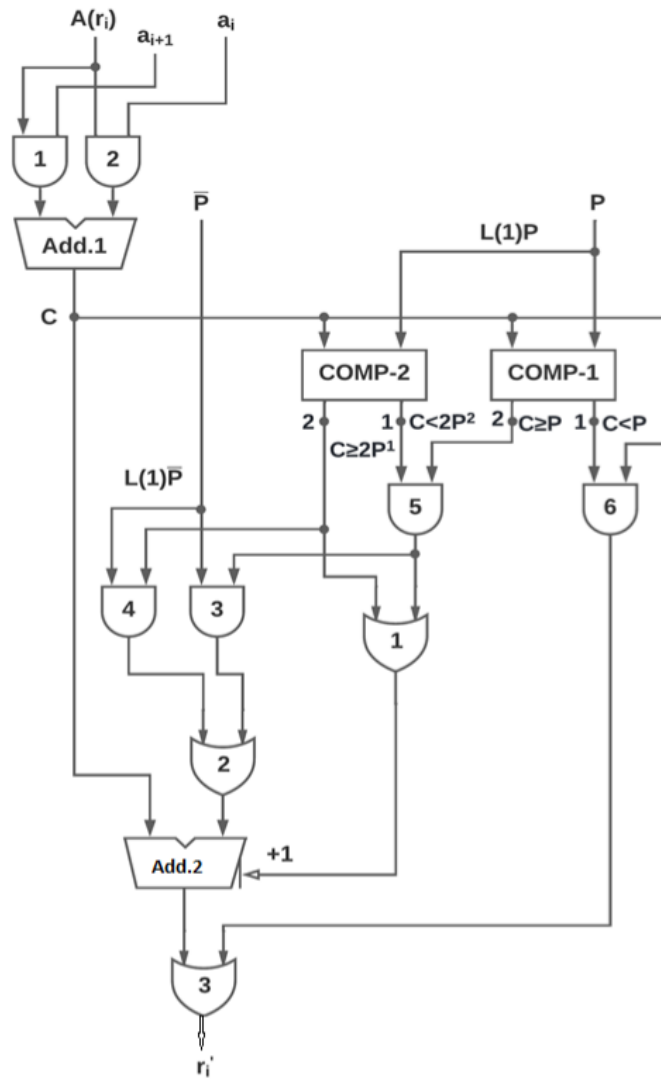 A(rᵢ)
aᵢ₊₁
aᵢ
1
2
P̅
P
Add.1
L(1)P
C
COMP-2
COMP-1
2
1
C<2P²
2
C≥P
1
C<P
C≥2P¹
L(1)P̅
5
6
4
3
1
2
Add.2
+1
3
rᵢ'